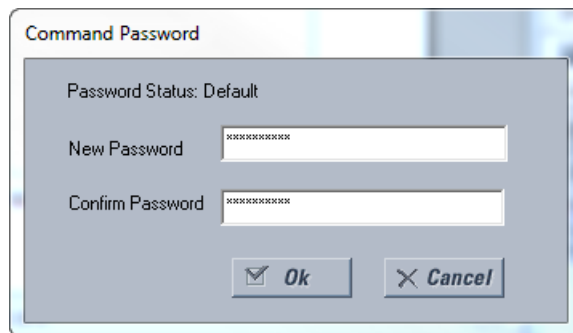 Command Password
Password Status: Default
New Password
**********
Confirm Password
**********
Ok
Cancel